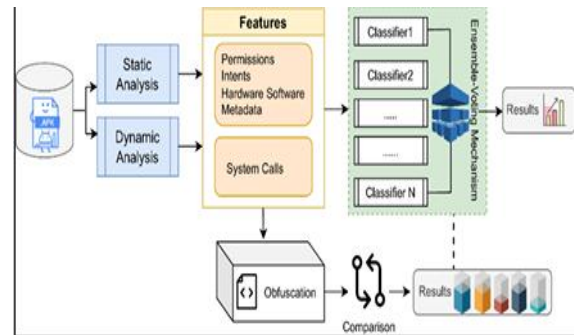 Features
Static
Analysis
Dynamic
Analysis
Permissions
Intents
Hardware Software
Metadata
System Calls
Classifier1
Classifier2
.....
.......
Classifier N
Ensemble-Voting Mechanism
Results
APK
Obfuscation
Comparison
Results